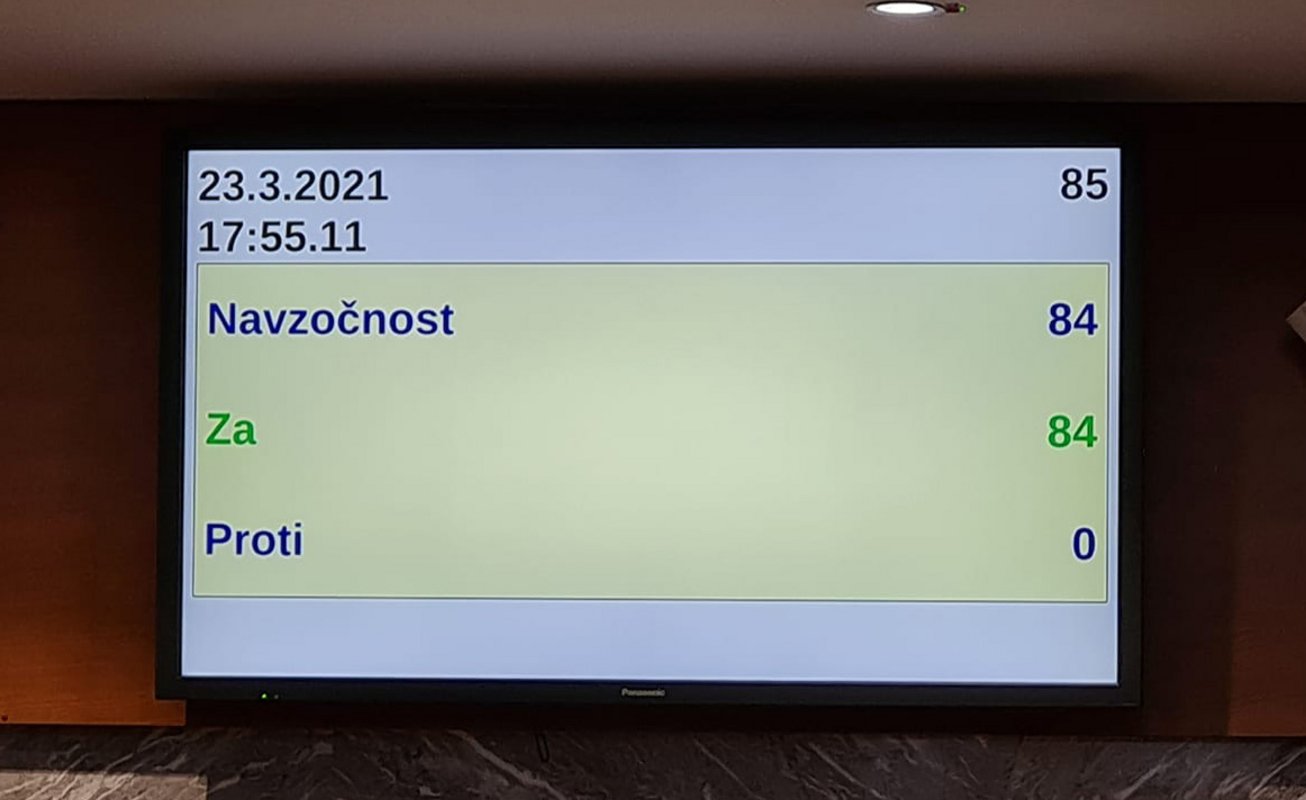 23.3.2021 85
17:55.11
Navzočnost 84
Za 84
Proti 0
Panasonic